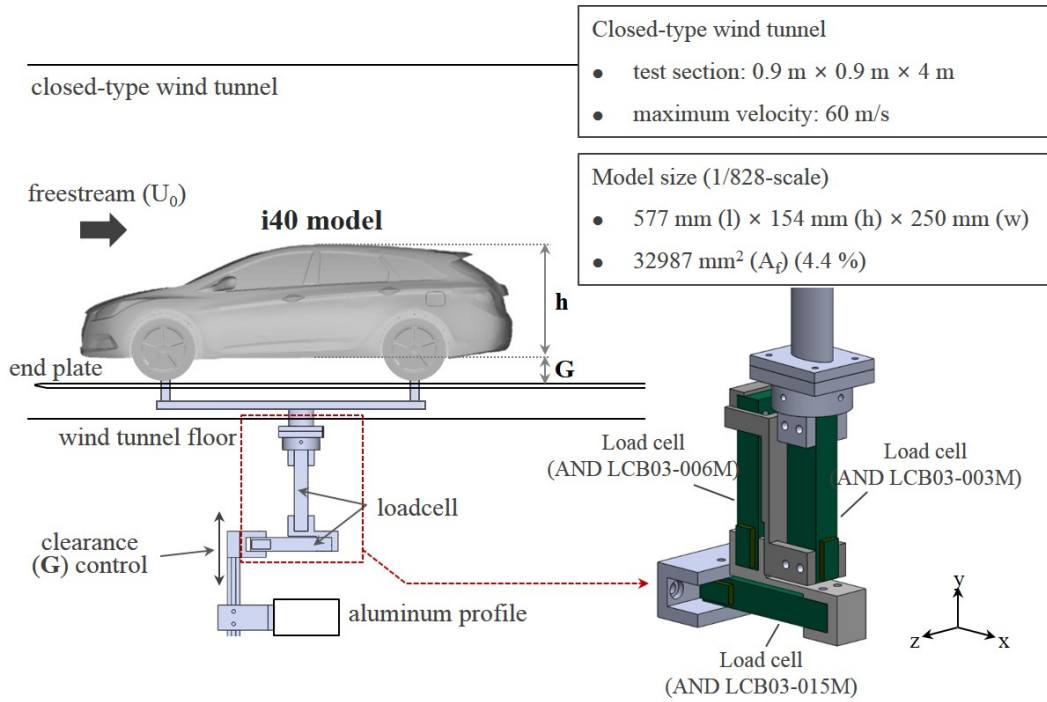 Closed-type wind tunnel
● test section: 0.9 m × 0.9 m × 4 m
● maximum velocity: 60 m/s
closed-type wind tunnel
Model size (1/828-scale)
● 577 mm (l) × 154 mm (h) × 250 mm (w)
● 32987 mm² (A_f) (4.4 %)
freestream (U₀)
i40 model
h
G
end plate
wind tunnel floor
loadcell
clearance
(G) control
aluminum profile
Load cell
(AND LCB03-006M)
Load cell
(AND LCB03-003M)
Load cell
(AND LCB03-015M)
y
z
x